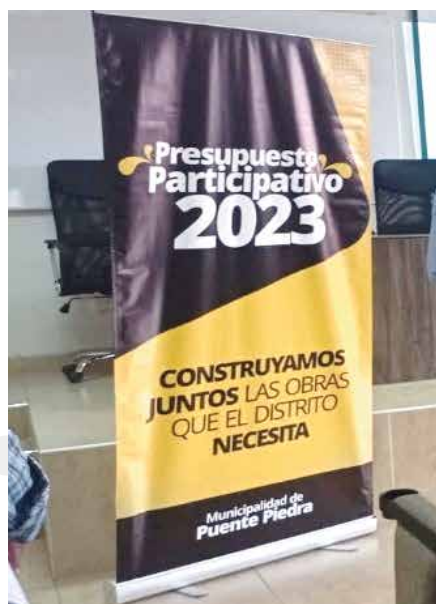 Presupuesto
Participativo
2023
CONSTRUYAMOS
JUNTOS LAS OBRAS
QUE EL DISTRITO
NECESITA
Municipalidad de
Puente Piedra